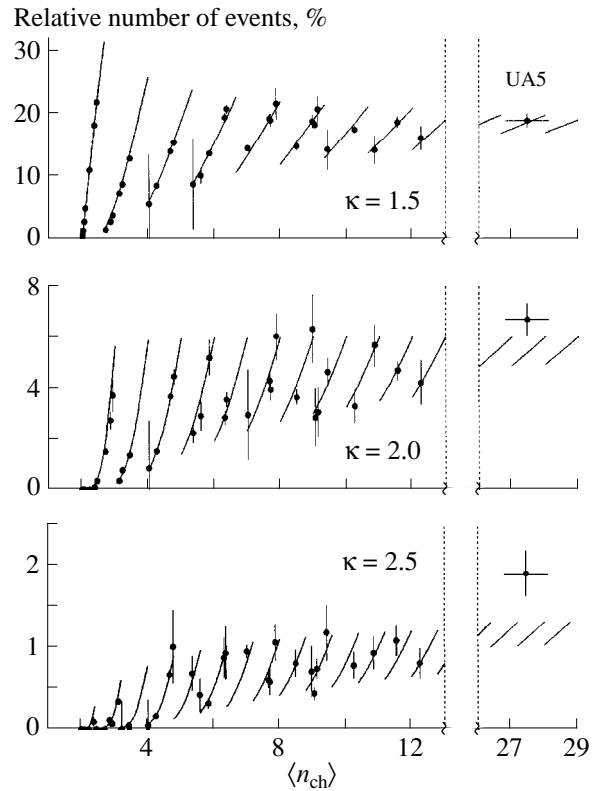 Relative number of events, %
30
UA5
20
10
κ = 1.5
0
8
4
κ = 2.0
0
κ = 2.5
2
1
0
4
8
12
27
29
⟨n_ch⟩